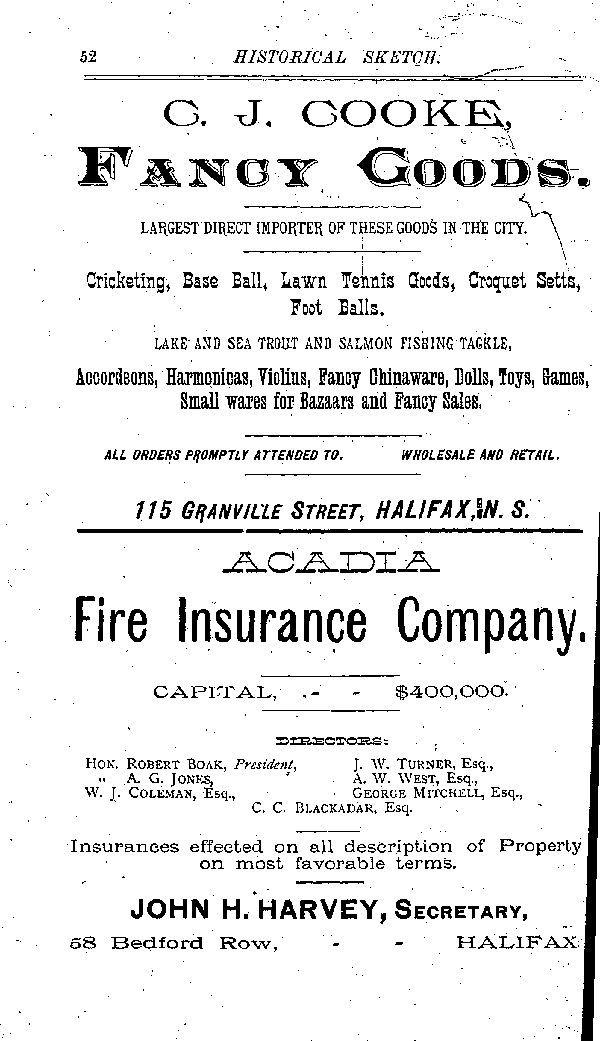 52 HISTORICAL SKETCH.
C. J. COOKE,
FANCY GOODS.
LARGEST DIRECT IMPORTER OF THESE GOODS IN THE CITY.
Cricketing, Base Ball, Lawn Tennis Goods, Croquet Setts,
Foot Balls.
LAKE AND SEA TROUT AND SALMON FISHING TACKLE,
Accordeons, Harmonicas, Violins, Fancy Chinaware, Dolls, Toys, Games,
Small wares for Bazaars and Fancy Sales.
ALL ORDERS PROMPTLY ATTENDED TO. WHOLESALE AND RETAIL.
115 GRANVILLE STREET, HALIFAX, N. S.
ACADIA
Fire Insurance Company.
CAPITAL, - - $400,000.
DIRECTORS:
HON. ROBERT BOAK, President, J. W. TURNER, Esq.,
" A. G. JONES, A. W. WEST, Esq.,
W. J. COLEMAN, Esq., GEORGE MITCHELL, Esq.,
C. C. BLACKADAR, Esq.
Insurances effected on all description of Property
on most favorable terms.
JOHN H. HARVEY, SECRETARY,
58 Bedford Row, - - HALIFAX